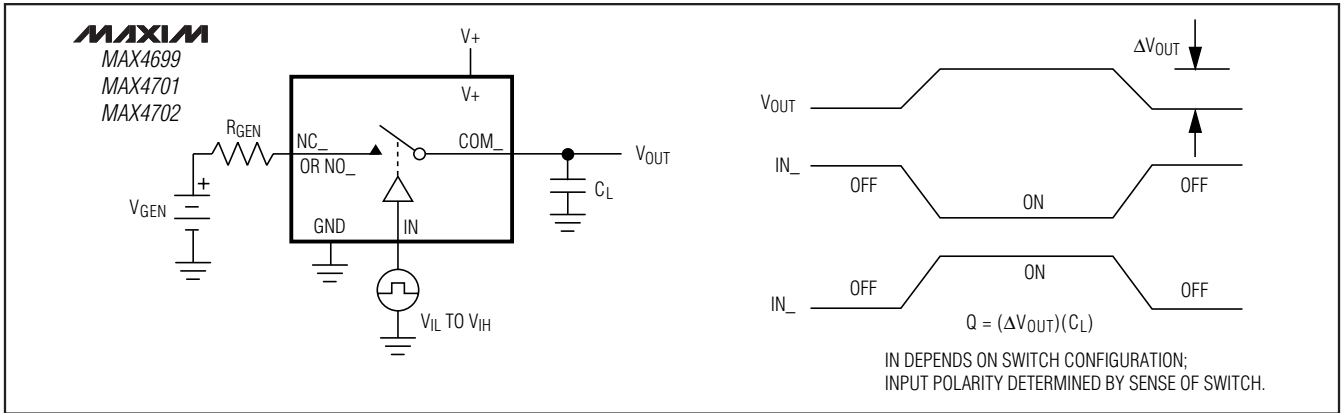 MAXIM
MAX4699
MAX4701
MAX4702
V+
V+
RGEN
NC_
OR NO_
COM_
VOUT
CL
VGEN
+
GND
IN
VIL TO VIH
ΔVOUT
VOUT
IN_
OFF
ON
OFF
IN_
OFF
ON
OFF
Q = (ΔVOUT)(CL)
IN DEPENDS ON SWITCH CONFIGURATION;
INPUT POLARITY DETERMINED BY SENSE OF SWITCH.